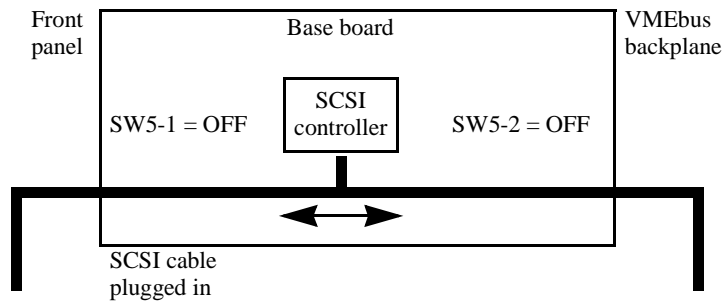 Front
panel
Base board
VMEbus
backplane
SCSI
controller
SW5-1 = OFF
SW5-2 = OFF
SCSI cable
plugged in